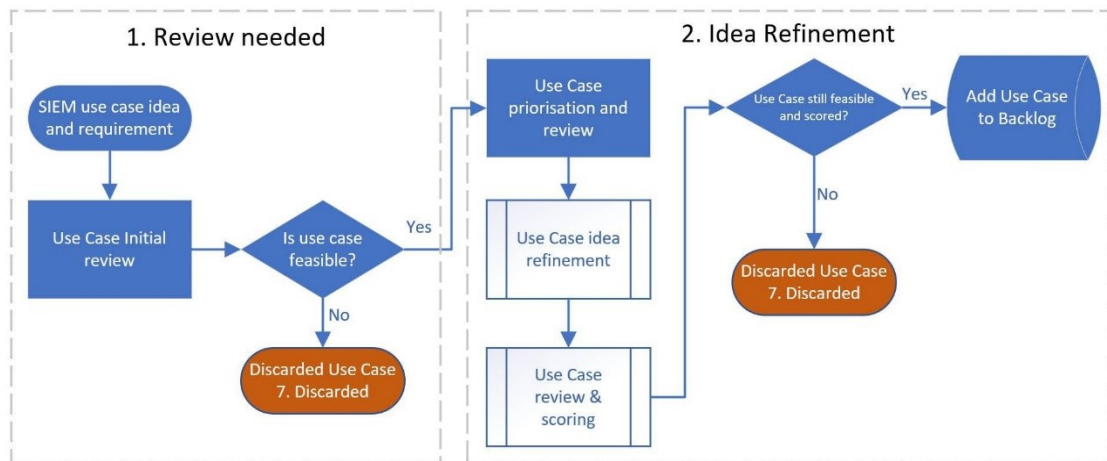 1. Review needed
SIEM use case idea
and requirement
Use Case Initial
review
Is use case
feasible?
Yes
No
Discarded Use Case
7. Discarded
2. Idea Refinement
Use Case
priorisation and
review
Use Case idea
refinement
Use Case
review &
scoring
Use Case still feasible
and scored?
Yes
No
Add Use Case
to Backlog
Discarded Use Case
7. Discarded